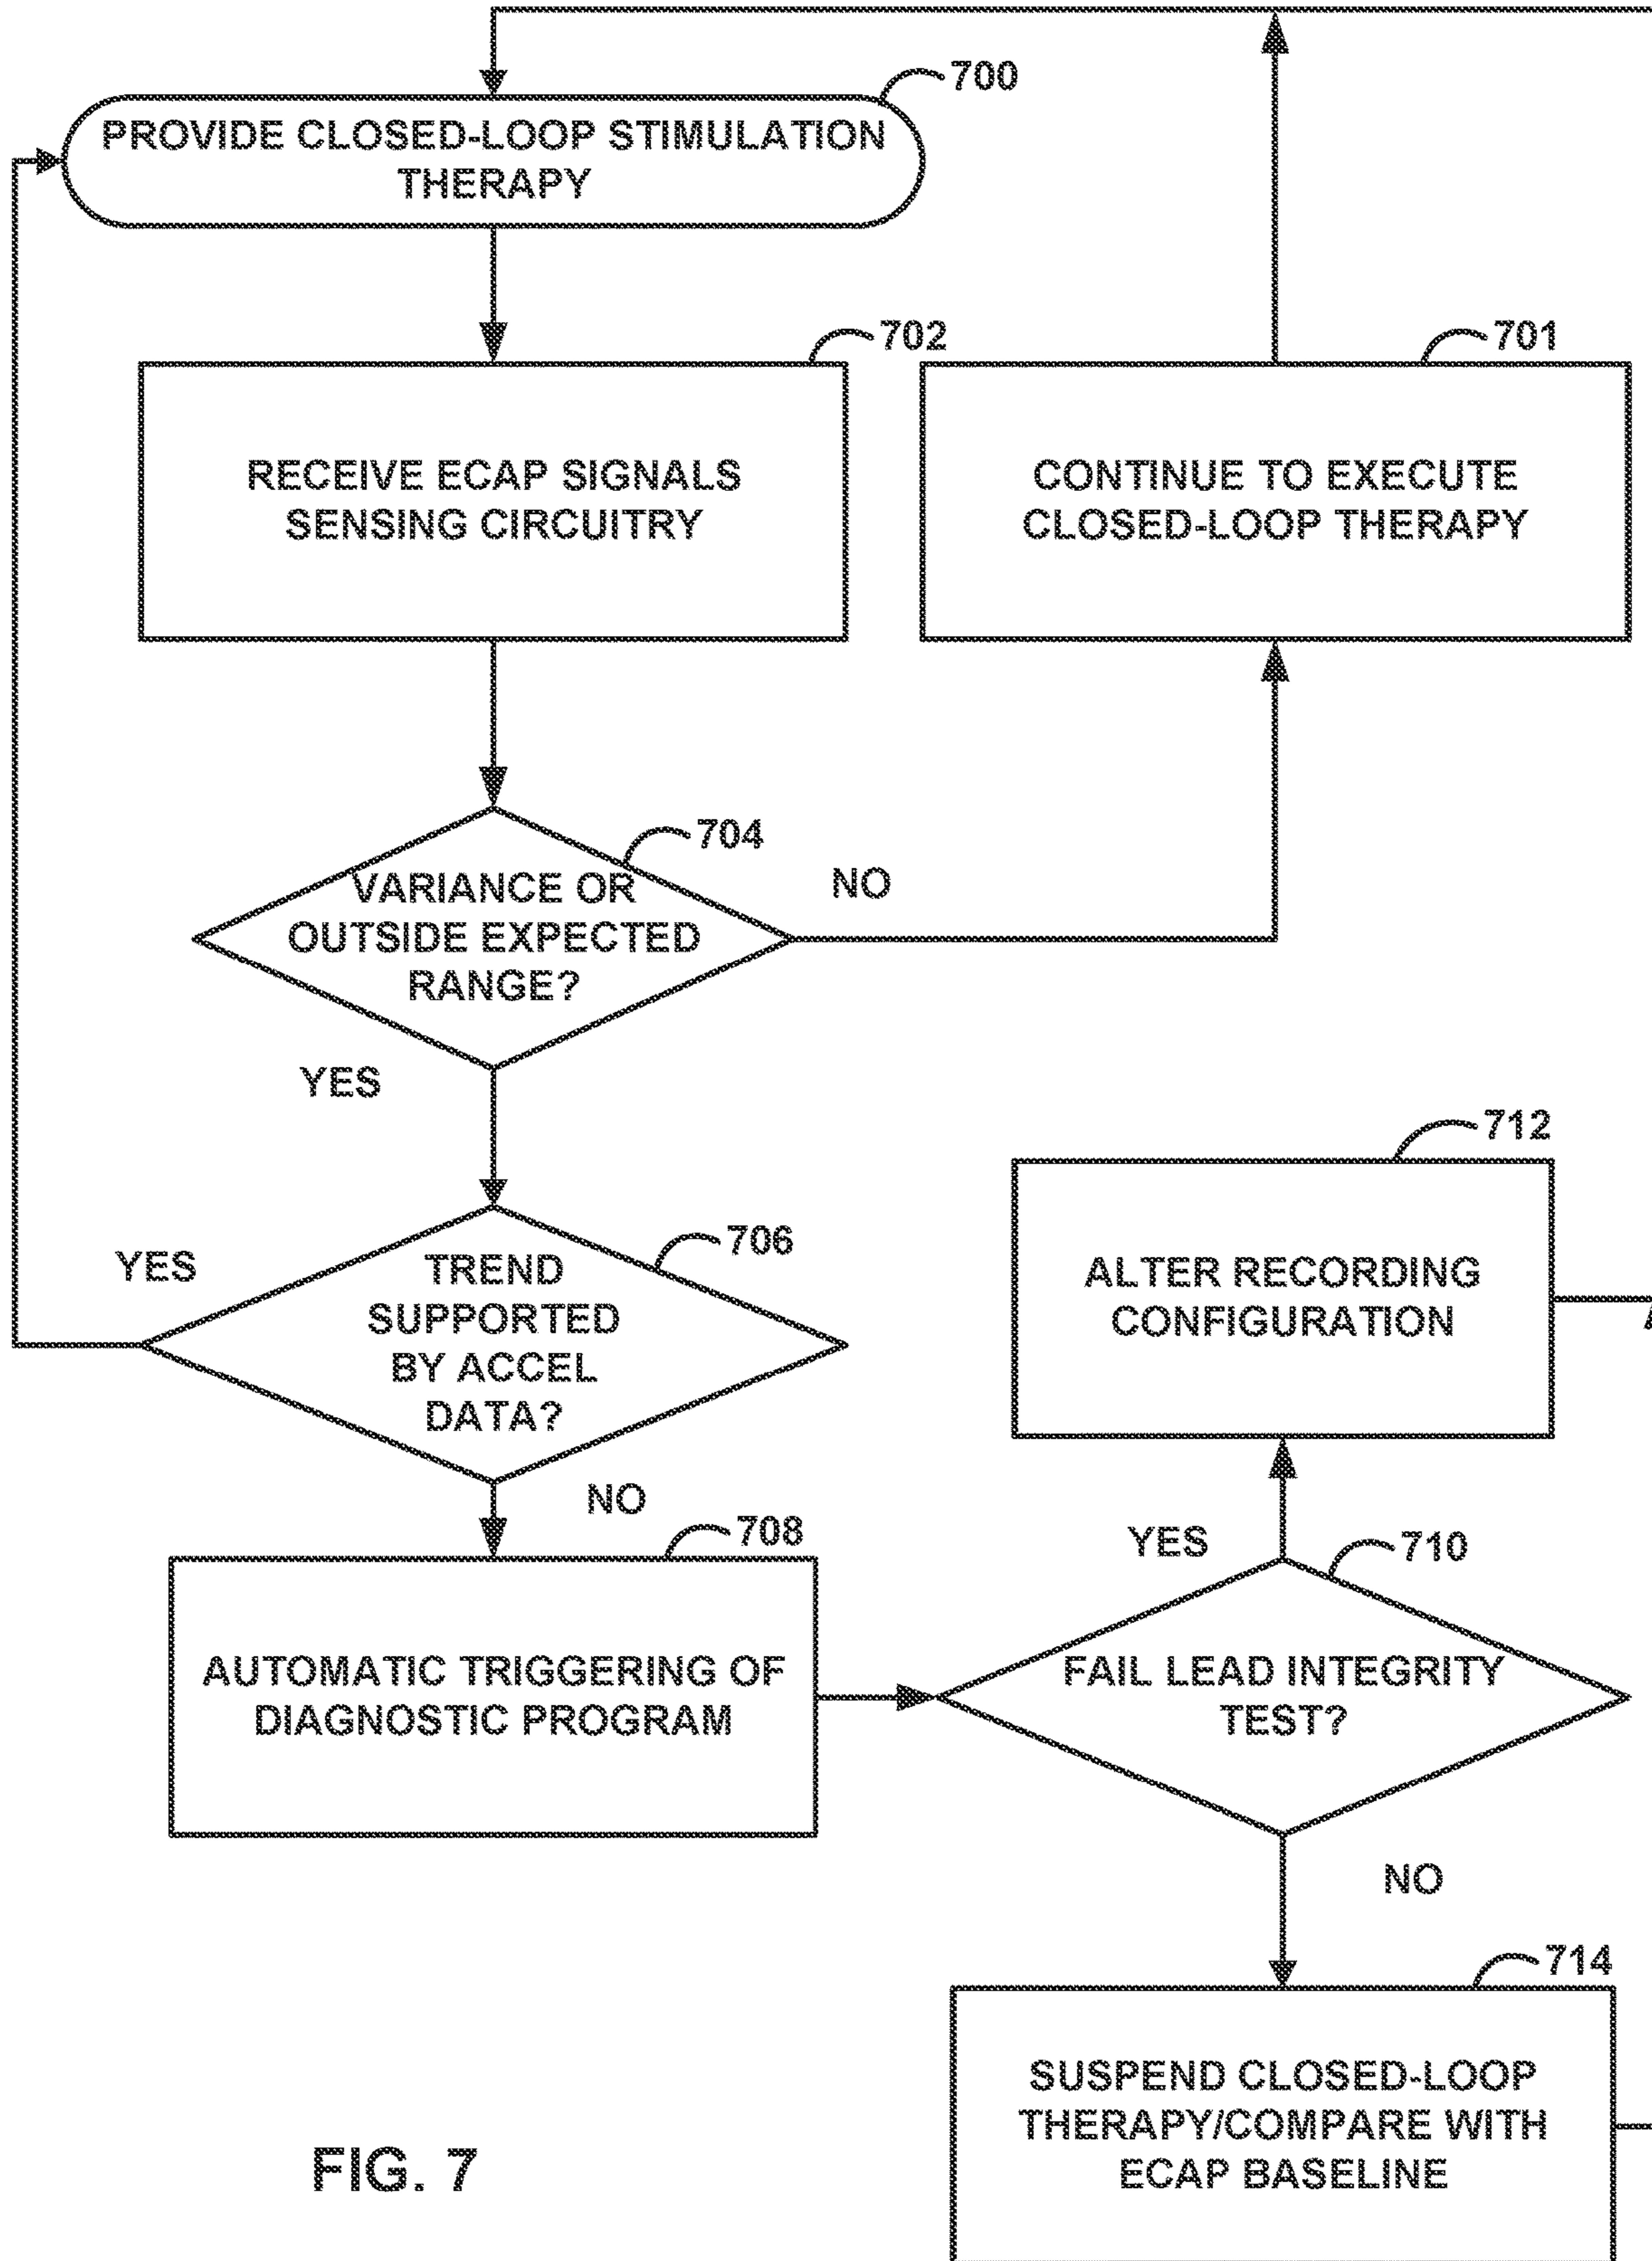 700
PROVIDE CLOSED-LOOP STIMULATION
THERAPY
702
RECEIVE ECAP SIGNALS
SENSING CIRCUITRY
701
CONTINUE TO EXECUTE
CLOSED-LOOP THERAPY
704
VARIANCE OR
OUTSIDE EXPECTED
RANGE?
NO
YES
706
TREND
SUPPORTED
BY ACCEL
DATA?
YES
NO
708
AUTOMATIC TRIGGERING OF
DIAGNOSTIC PROGRAM
712
ALTER RECORDING
CONFIGURATION
YES
710
FAIL LEAD INTEGRITY
TEST?
NO
714
SUSPEND CLOSED-LOOP
THERAPY/COMPARE WITH
ECAP BASELINE
FIG. 7